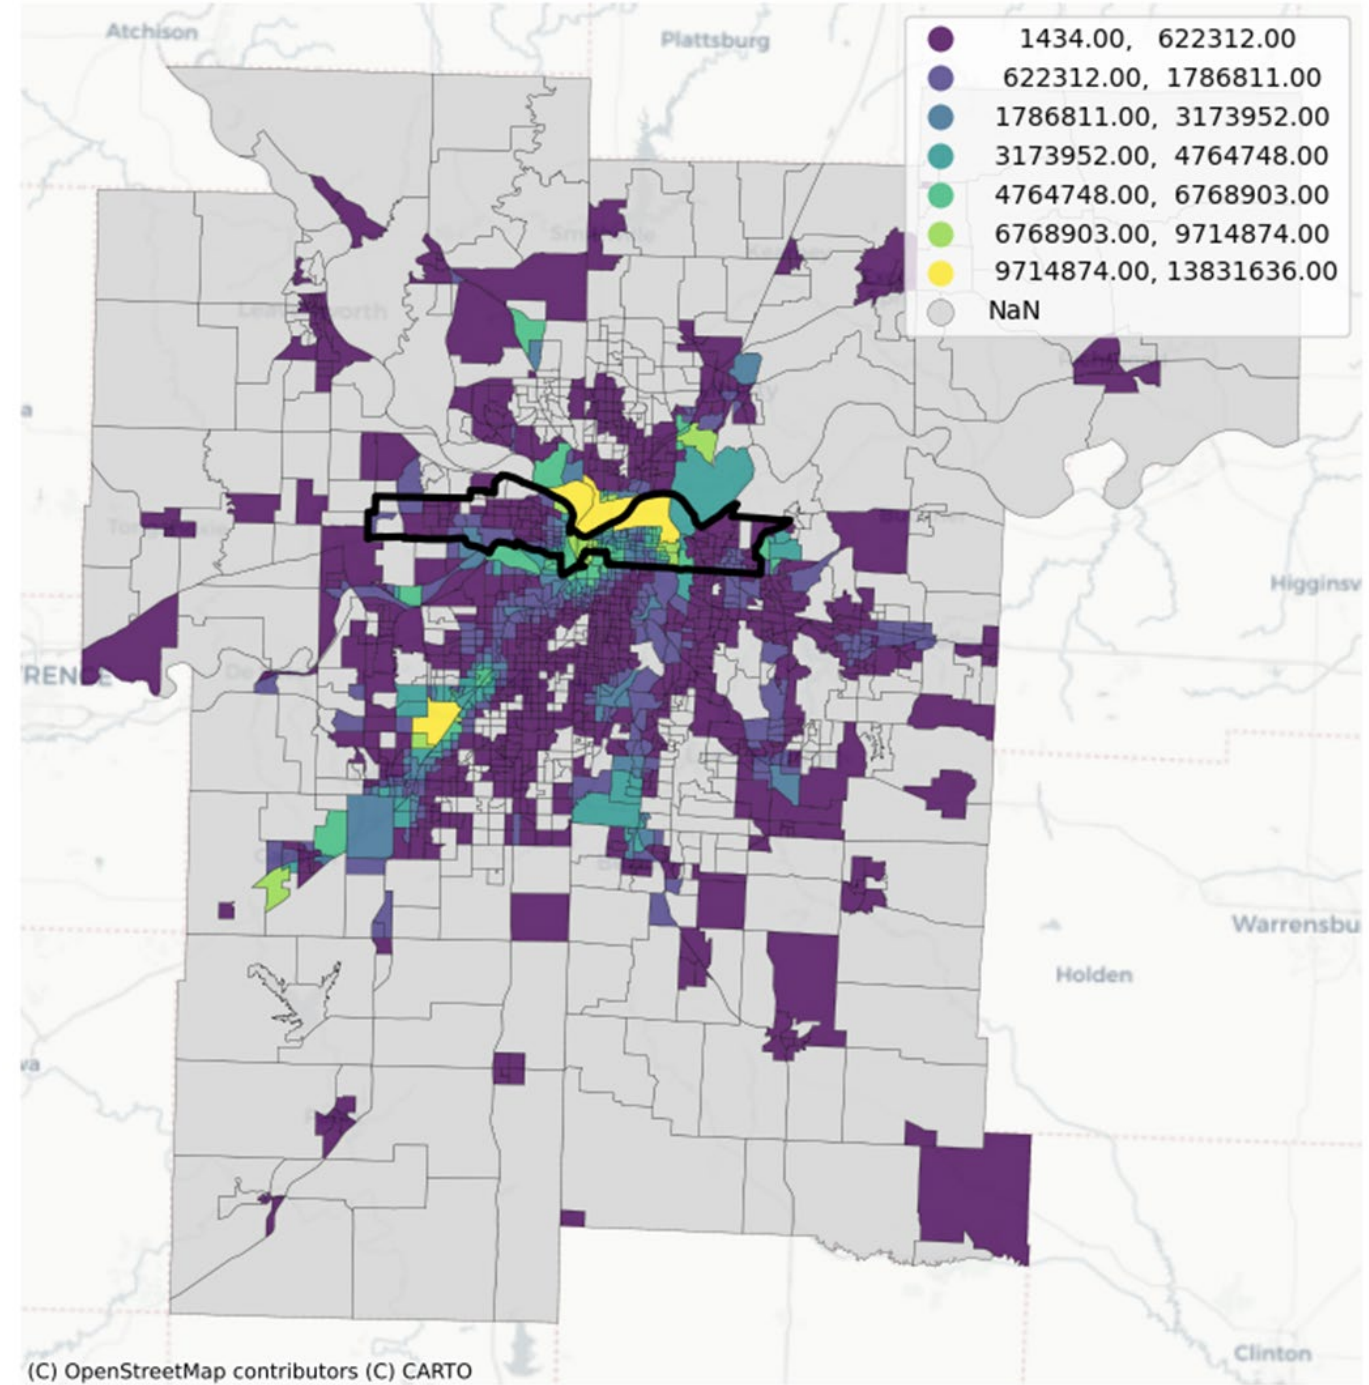 Atchison
Plattsburg
1434.00, 622312.00
622312.00, 1786811.00
1786811.00, 3173952.00
3173952.00, 4764748.00
4764748.00, 6768903.00
6768903.00, 9714874.00
9714874.00, 13831636.00
NaN
a
Higginsv
RENCE
Warrensbu
Holden
va
Clinton
(C) OpenStreetMap contributors (C) CARTO